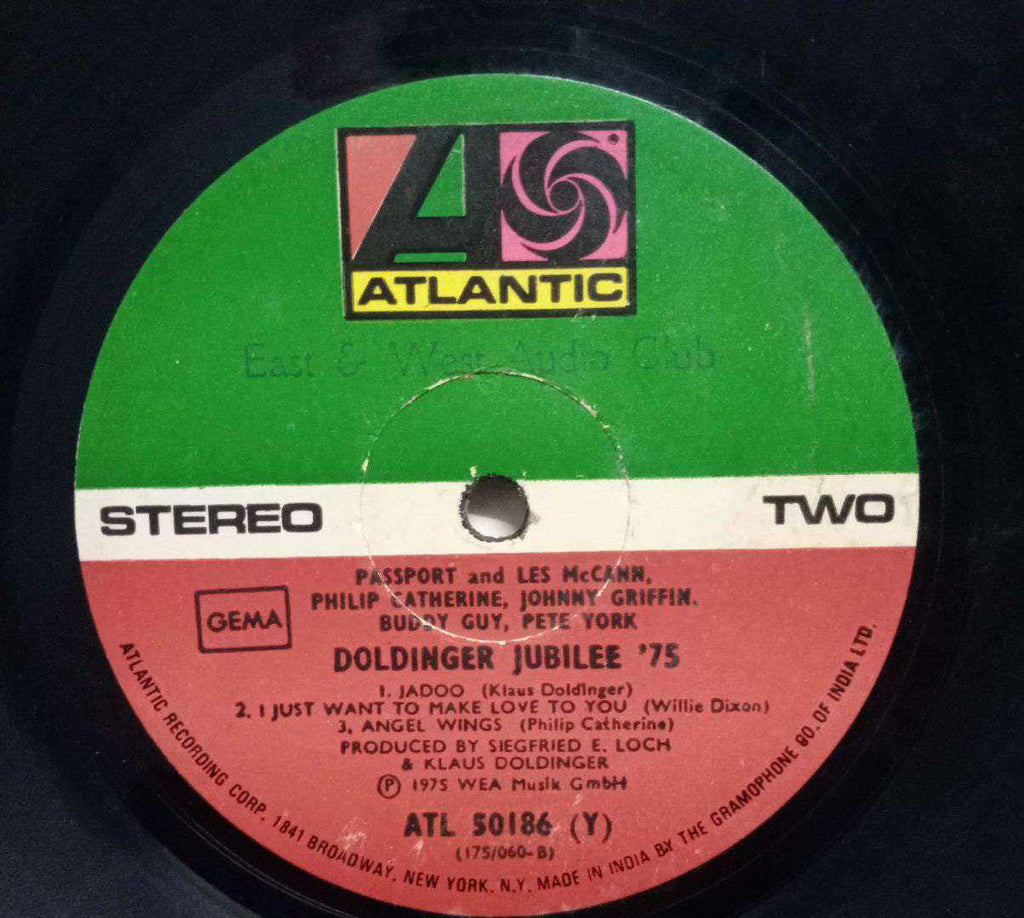 ATLANTIC
East & West Audio Club
STEREO
TWO
PASSPORT and LES McCANN,
PHILIP CATHERINE, JOHNNY GRIFFIN.
BUDDY GUY, PETE YORK
GEMA
DOLDINGER JUBILEE '75
1. JADOO (Klaus Doldinger)
2. I JUST WANT TO MAKE LOVE TO YOU (Willie Dixon)
3. ANGEL WINGS (Philip Catherine)
PRODUCED BY SIEGFRIED E. LOCH
& KLAUS DOLDINGER
℗ 1975 WEA Musik GmbH
ATL 50186 (Y)
(175/060-B)
ATLANTIC RECORDING CORP. 1841 BROADWAY. NEW YORK. N.Y. MADE IN INDIA BY THE GRAMOPHONE CO. OF INDIA LTD.